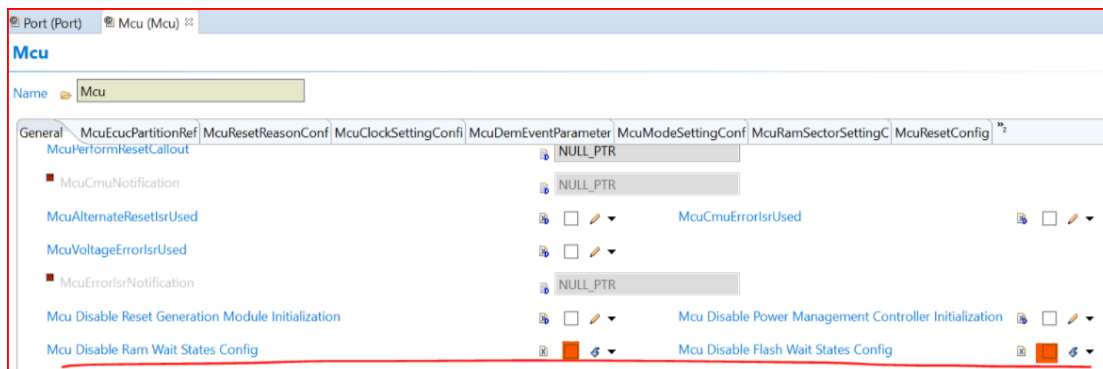 Port (Port) Mcu (Mcu)
Mcu
Name Mcu
General McuEcucPartitionRef McuResetReasonConf McuClockSettingConfi McuDemEventParameter McuModeSettingConf McuRamSectorSettingC McuResetConfig »2
McuPerformResetCallout NULL_PTR
McuCmuNotification NULL_PTR
McuAlternateResetIsrUsed McuCmuErrorIsrUsed
McuVoltageErrorIsrUsed
McuErrorIsrNotification NULL_PTR
Mcu Disable Reset Generation Module Initialization Mcu Disable Power Management Controller Initialization
Mcu Disable Ram Wait States Config Mcu Disable Flash Wait States Config